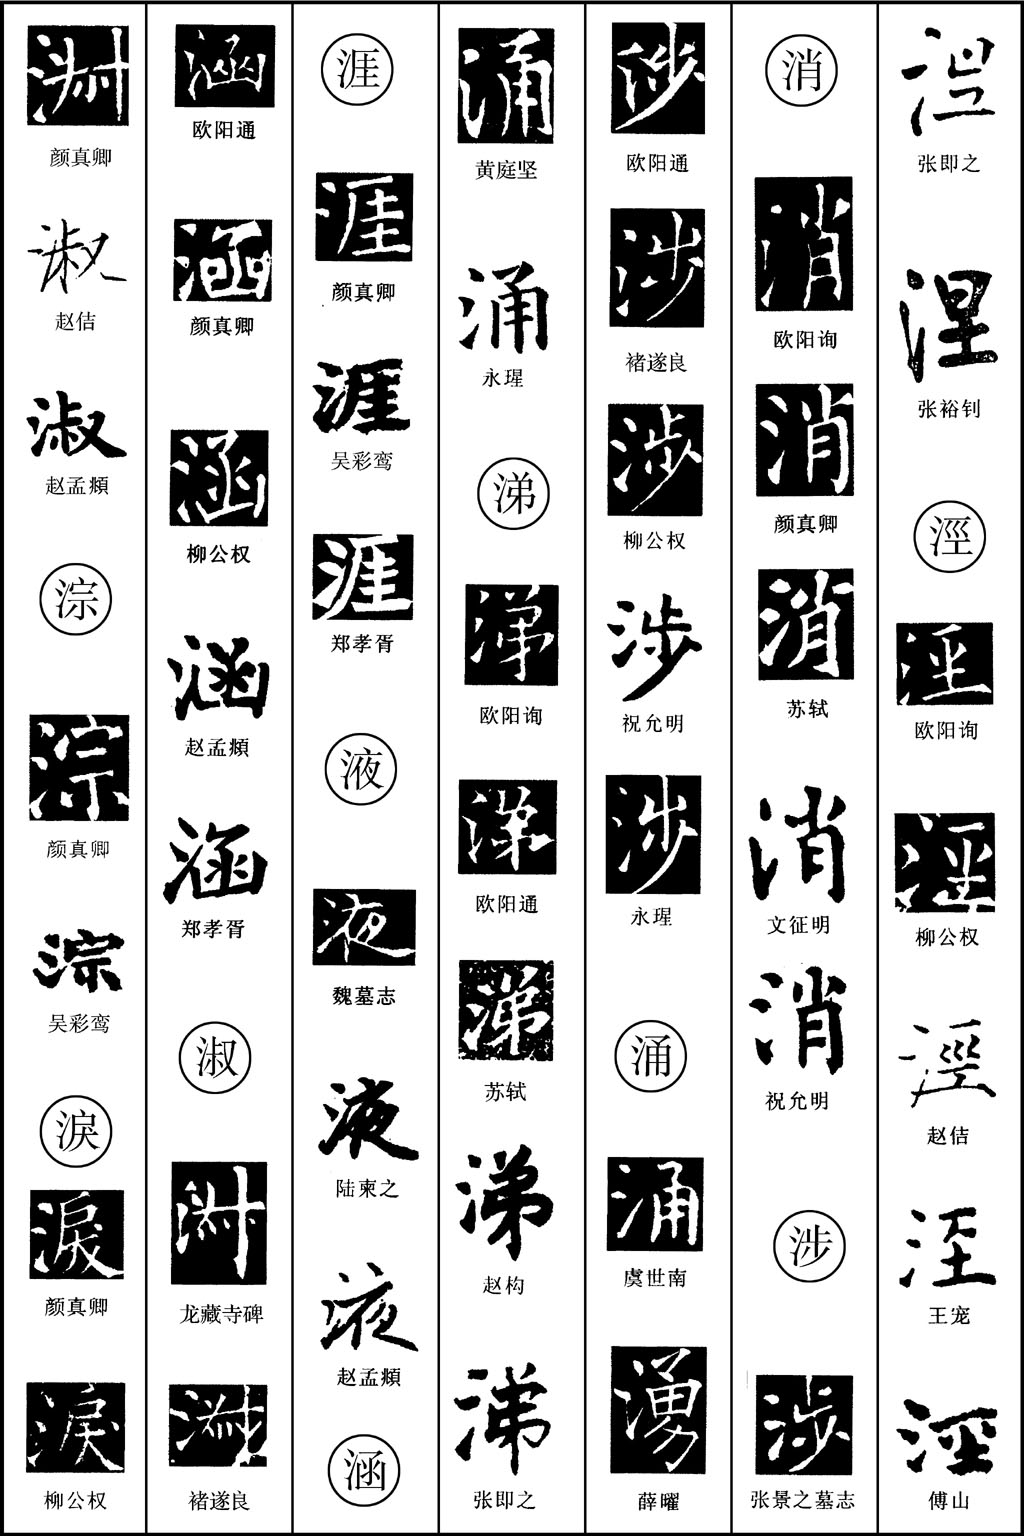 涅
张即之
涅
张裕钊
涇
涇
欧阳询
涇
柳公权
涇
赵佶
涇
王宠
涇
傅山
消
消
欧阳询
消
颜真卿
消
苏轼
消
文征明
消
祝允明
涉
涉
张景之墓志
涉
欧阳通
涉
褚遂良
涉
柳公权
涉
祝允明
涉
永瑆
涌
涌
虞世南
湧
薛曜
涌
黄庭坚
涌
永瑆
涕
涕
欧阳询
涕
欧阳通
涕
苏轼
涕
赵构
涕
张即之
涯
涯
颜真卿
涯
吴彩鸾
涯
郑孝胥
液
液
魏墓志
液
陆柬之
液
赵孟頫
涵
涵
欧阳通
涵
颜真卿
涵
柳公权
涵
赵孟頫
涵
郑孝胥
淑
淑
龙藏寺碑
淑
褚遂良
淑
颜真卿
淑
赵佶
淑
赵孟頫
淙
淙
颜真卿
淙
吴彩鸾
淚
淚
颜真卿
淚
柳公权